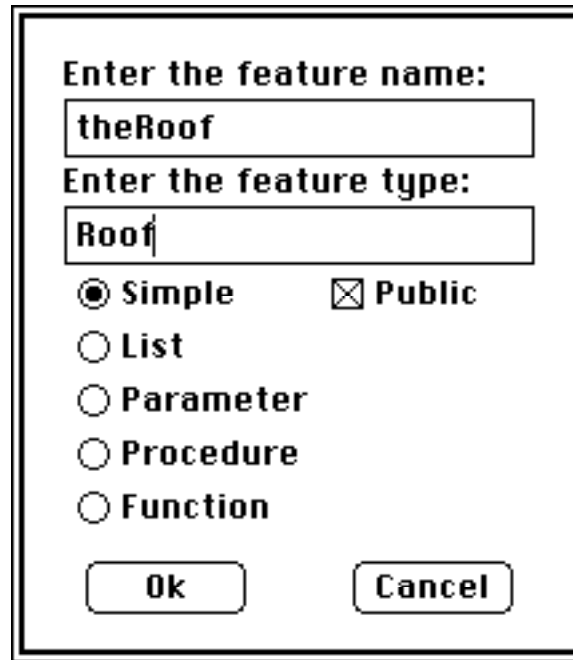 Enter the feature name:
theRoof
Enter the feature type:
Roof
Simple Public
List
Parameter
Procedure
Function
Ok Cancel